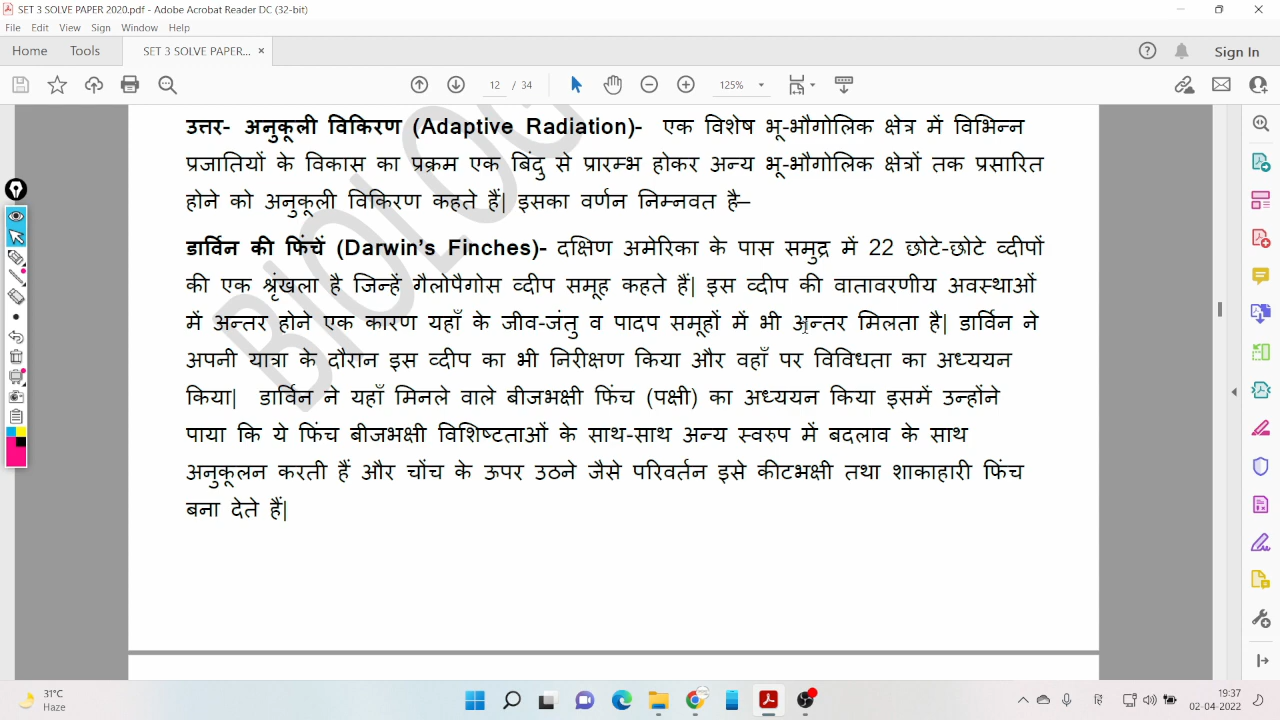 SET 3 SOLVE PAPER 2020.pdf - Adobe Acrobat Reader DC (32-bit)
File Edit View Sign Window Help
Home Tools SET 3 SOLVE PAPER... × Sign In
12 / 34 125%
उत्तर- अनुकूली विकिरण (Adaptive Radiation)- एक विशेष भू-भौगोलिक क्षेत्र में विभिन्न
प्रजातियों के विकास का प्रक्रम एक बिंदु से प्रारम्भ होकर अन्य भू-भौगोलिक क्षेत्रों तक प्रसारित
होने को अनुकूली विकिरण कहते हैं| इसका वर्णन निम्नवत है–
डार्विन की फिंचें (Darwin's Finches)- दक्षिण अमेरिका के पास समुद्र में 22 छोटे-छोटे व्दीपों
की एक श्रृंखला है जिन्हें गैलोपैगोस व्दीप समूह कहते हैं| इस व्दीप की वातावरणीय अवस्थाओं
में अन्तर होने एक कारण यहाँ के जीव-जंतु व पादप समूहों में भी अन्तर मिलता है| डार्विन ने
अपनी यात्रा के दौरान इस व्दीप का भी निरीक्षण किया और वहाँ पर विविधता का अध्ययन
किया| डार्विन ने यहाँ मिनले वाले बीजभक्षी फिंच (पक्षी) का अध्ययन किया इसमें उन्होंने
पाया कि ये फिंच बीजभक्षी विशिष्टताओं के साथ-साथ अन्य स्वरुप में बदलाव के साथ
अनुकूलन करती हैं और चोंच के ऊपर उठने जैसे परिवर्तन इसे कीटभक्षी तथा शाकाहारी फिंच
बना देते हैं|
BIOLOG
31°C
Haze
19:37
02-04-2022